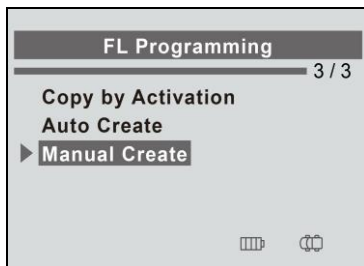 FL Programming
3 / 3
Copy by Activation
Auto Create
Manual Create